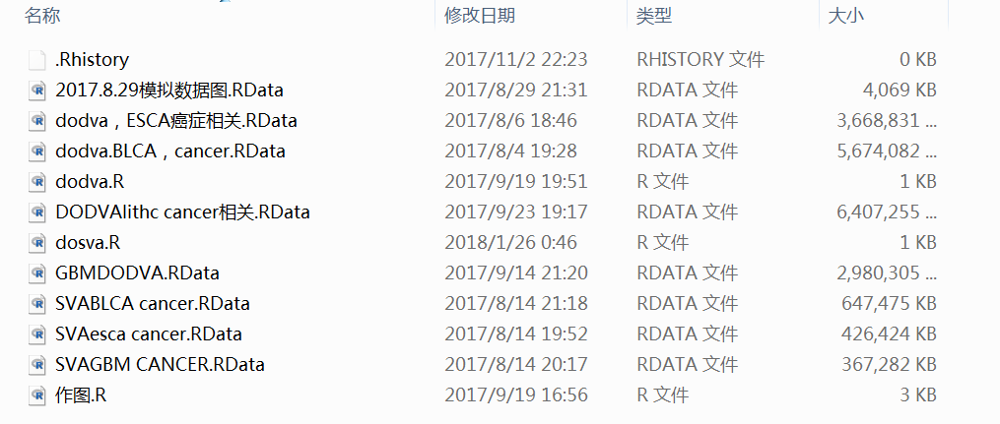 名称 修改日期 类型 大小
.Rhistory 2017/11/2 22:23 RHISTORY 文件 0 KB
2017.8.29模拟数据图.RData 2017/8/29 21:31 RDATA 文件 4,069 KB
dodva，ESCA癌症相关.RData 2017/8/6 18:46 RDATA 文件 3,668,831 ...
dodva.BLCA，cancer.RData 2017/8/4 19:28 RDATA 文件 5,674,082 ...
dodva.R 2017/9/19 19:51 R 文件 1 KB
DODVAlithc cancer相关.RData 2017/9/23 19:17 RDATA 文件 6,407,255 ...
dosva.R 2018/1/26 0:46 R 文件 1 KB
GBMDODVA.RData 2017/9/14 21:20 RDATA 文件 2,980,305 ...
SVABLCA cancer.RData 2017/8/14 21:18 RDATA 文件 647,475 KB
SVAesca cancer.RData 2017/8/14 19:52 RDATA 文件 426,424 KB
SVAGBM CANCER.RData 2017/8/14 20:17 RDATA 文件 367,282 KB
作图.R 2017/9/19 16:56 R 文件 3 KB